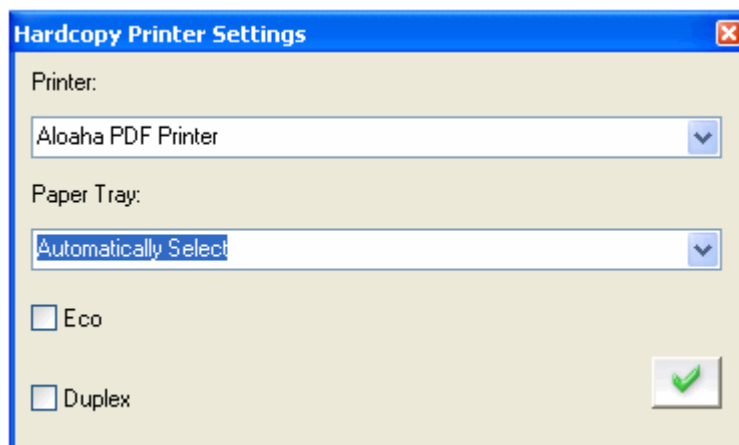 Hardcopy Printer Settings
Printer:
Aloaha PDF Printer
Paper Tray:
Automatically Select
Eco
Duplex